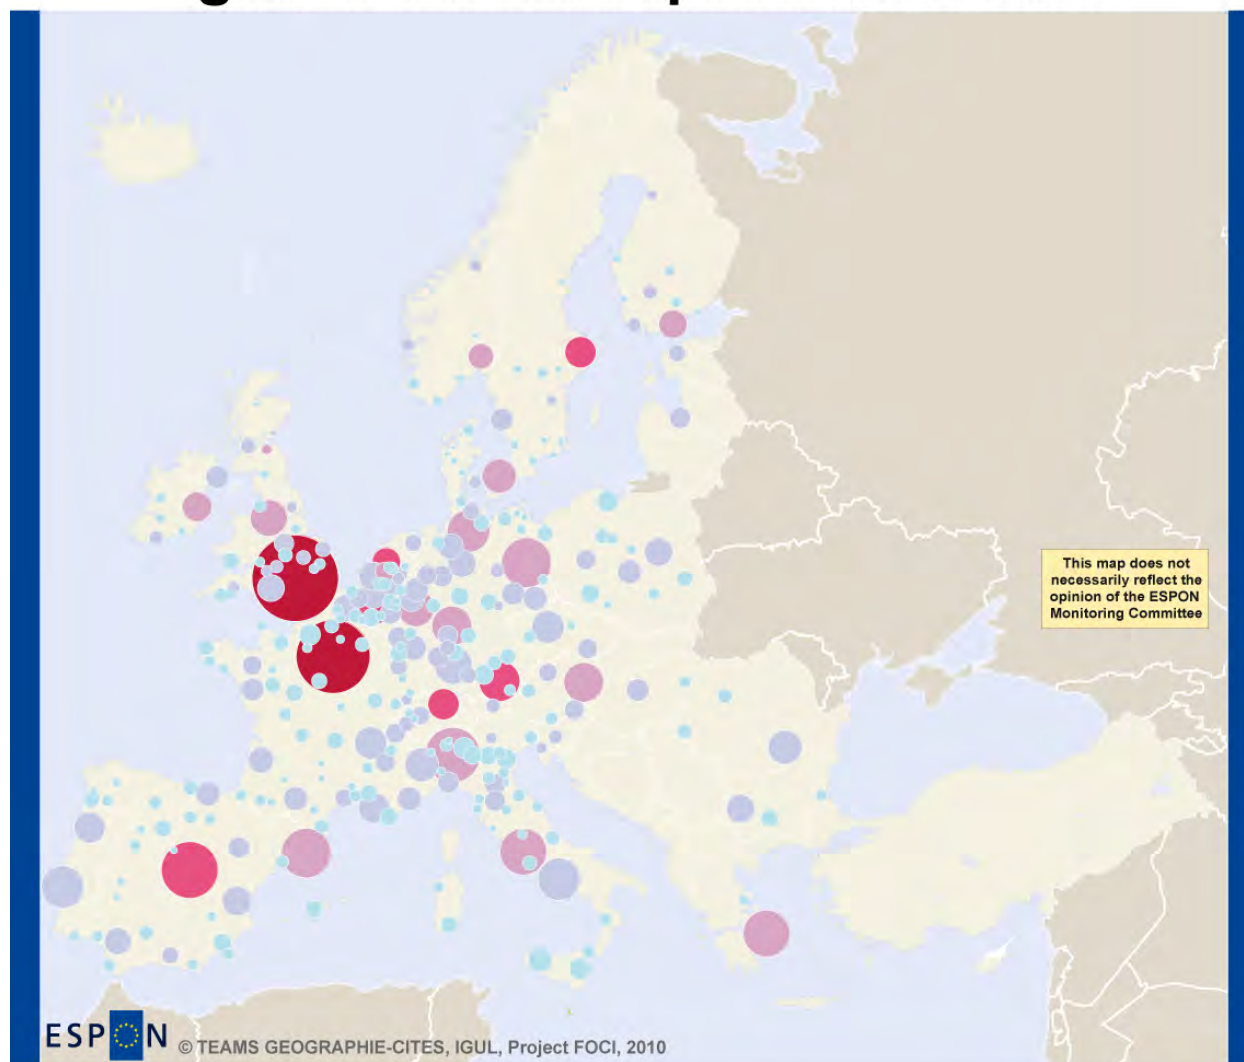 This map does not
necessarily reflect the
opinion of the ESPON
Monitoring Committee
ESPON
© TEAMS GEOGRAPHIE-CITES, IGUL, Project FOCI, 2010